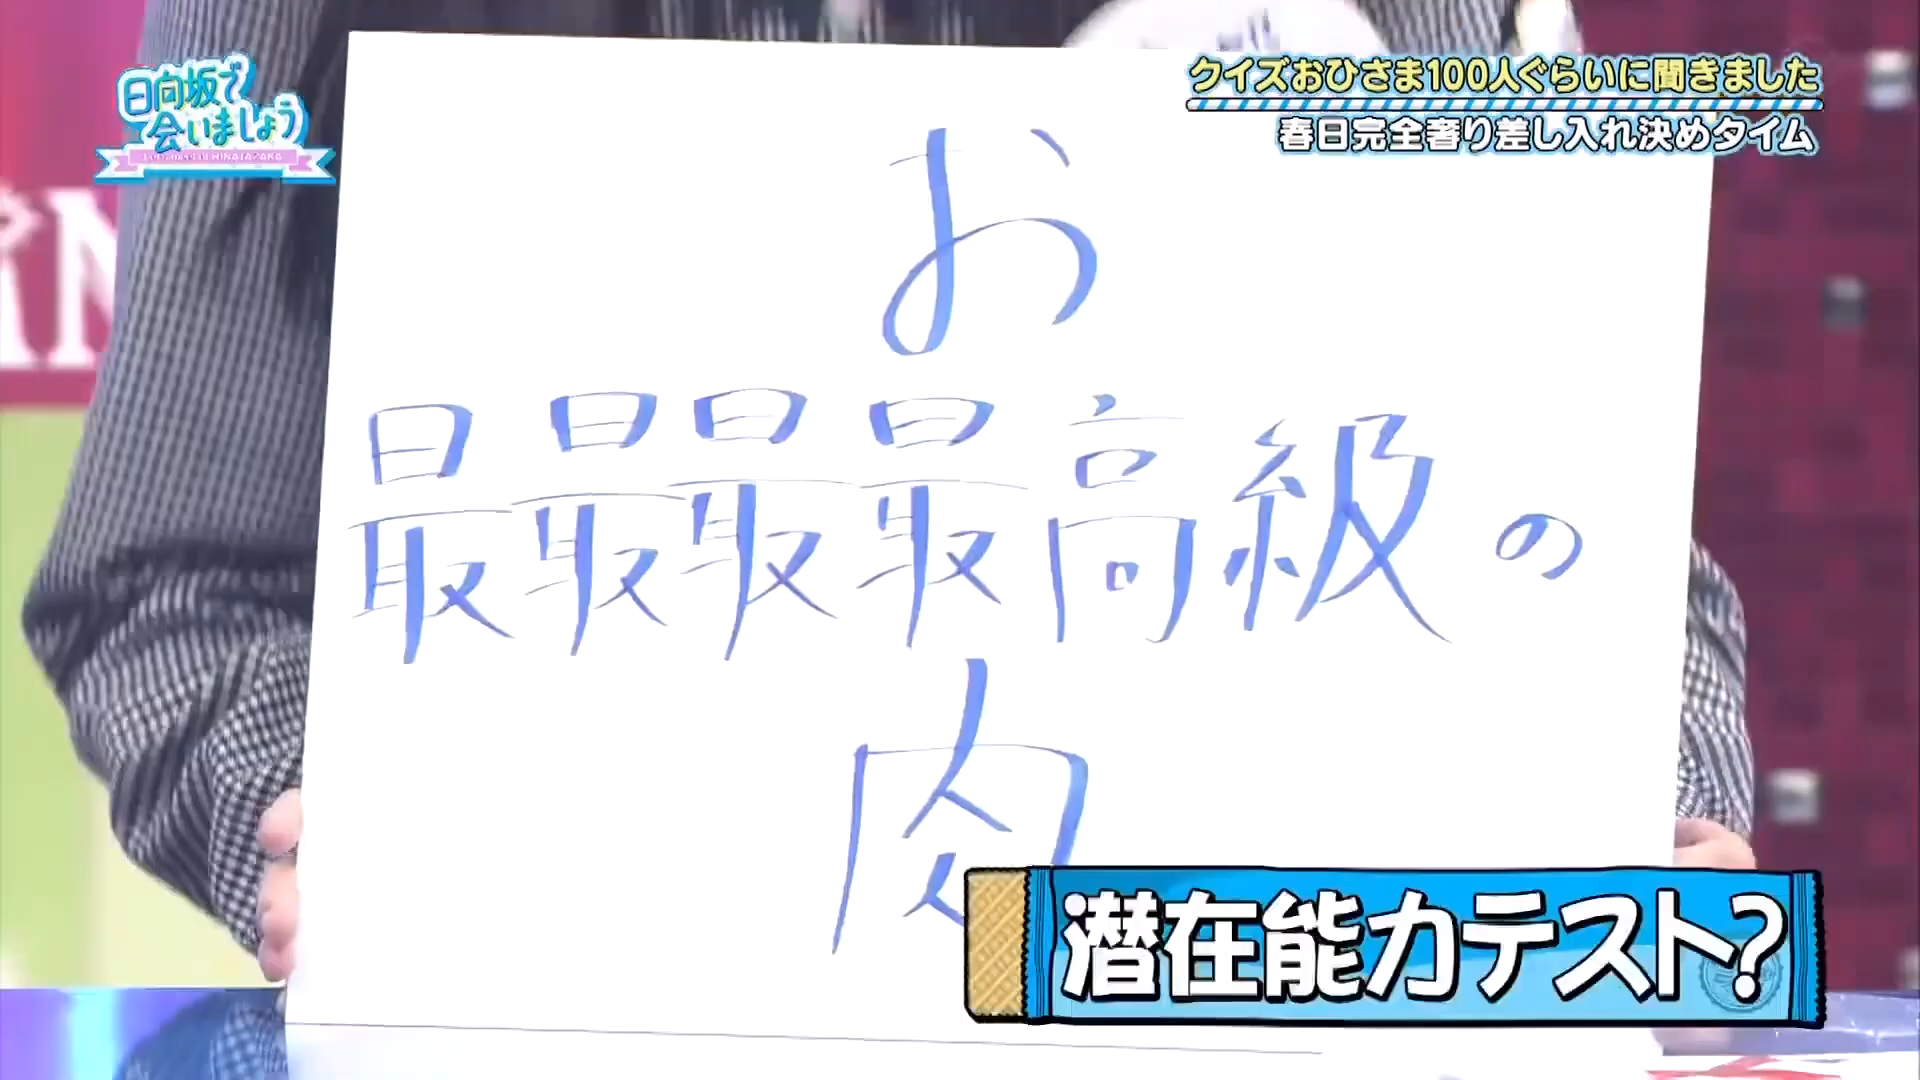 日向坂で
会いましょう
クイズおひさま100人ぐらいに聞きました
春日完全奢り差し入れ決めタイム
お
最最最最高級の
肉
潜在能力テスト?